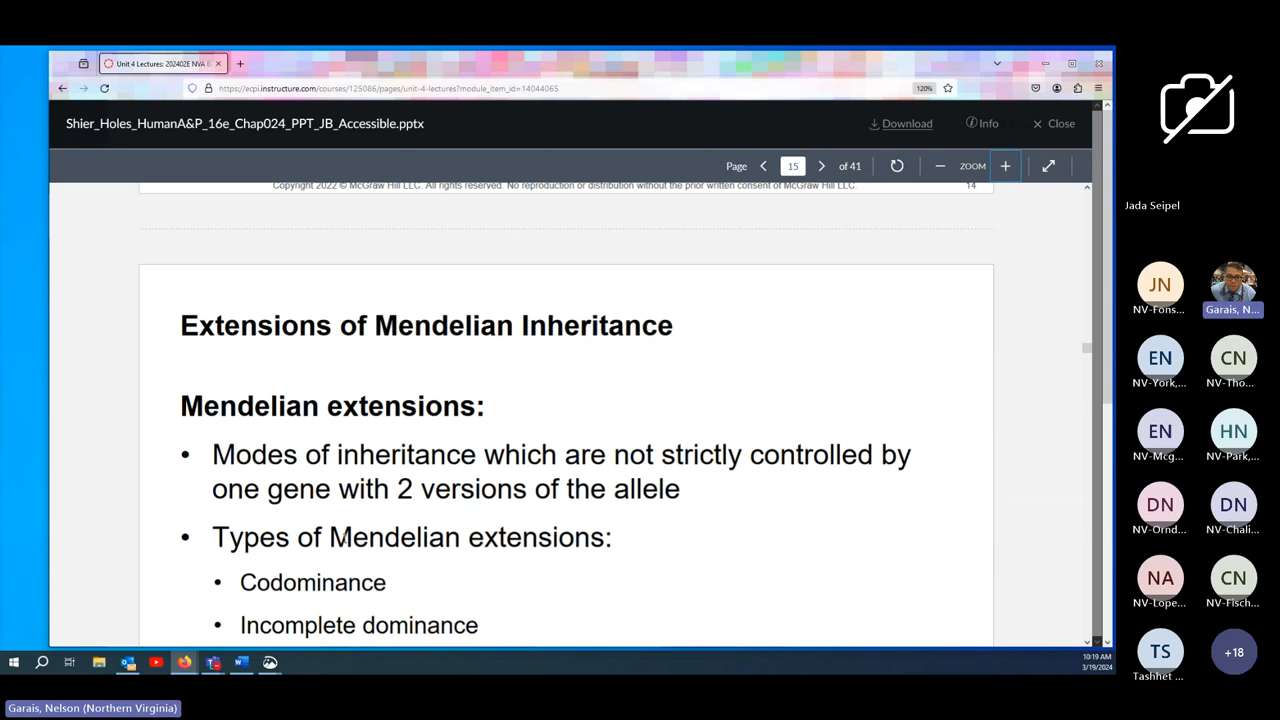 Unit 4 Lectures: 202402E NVA B
https://ecpi.instructure.com/courses/125086/pages/unit-4-lectures?module_item_id=14044065
120%
Shier_Holes_HumanA&P_16e_Chap024_PPT_JB_Accessible.pptx
Download
Info
Close
Page
15
of 41
ZOOM
Copyright 2022 © McGraw Hill LLC. All rights reserved. No reproduction or distribution without the prior written consent of McGraw Hill LLC.
14
Extensions of Mendelian Inheritance
Mendelian extensions:
• Modes of inheritance which are not strictly controlled by
one gene with 2 versions of the allele
• Types of Mendelian extensions:
• Codominance
• Incomplete dominance
10:19 AM
3/19/2024
Garais, Nelson (Northern Virginia)
Jada Seipel
JN
NV-Fons...
Garais, N...
EN
NV-York,...
CN
NV-Tho...
EN
NV-Mcg...
HN
NV-Park,...
DN
NV-Ornd...
DN
NV-Chali...
NA
NV-Lope...
CN
NV-Fisch...
TS
Tashhet ...
+18